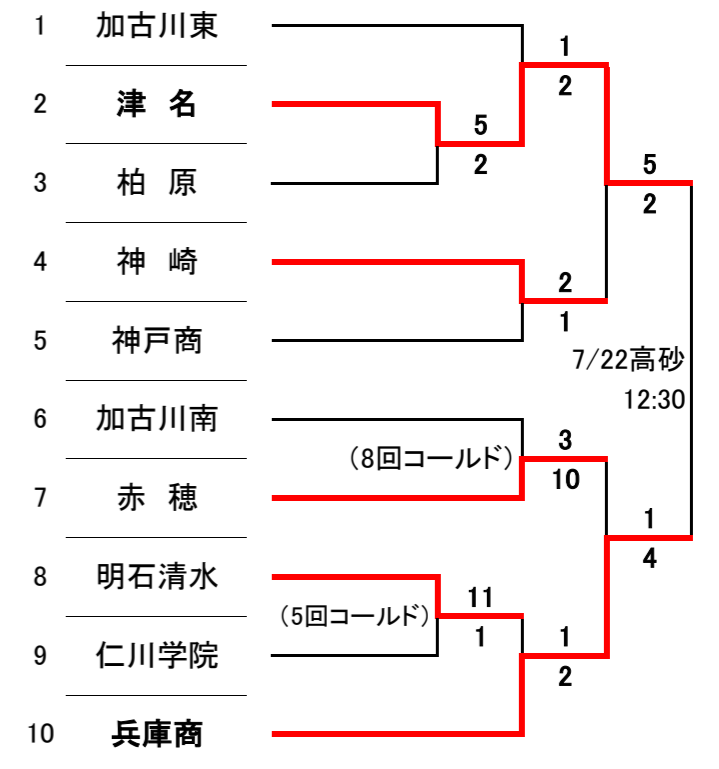 1 加古川東
1
2
2 津　名
5
2
3 柏　原
5
2
4 神　崎
2
1
5 神戸商
7/22高砂
12:30
6 加古川南
3
10
(8回コールド)
7 赤　穂
1
4
8 明石清水
11
1
(5回コールド)
9 仁川学院
1
2
10 兵庫商